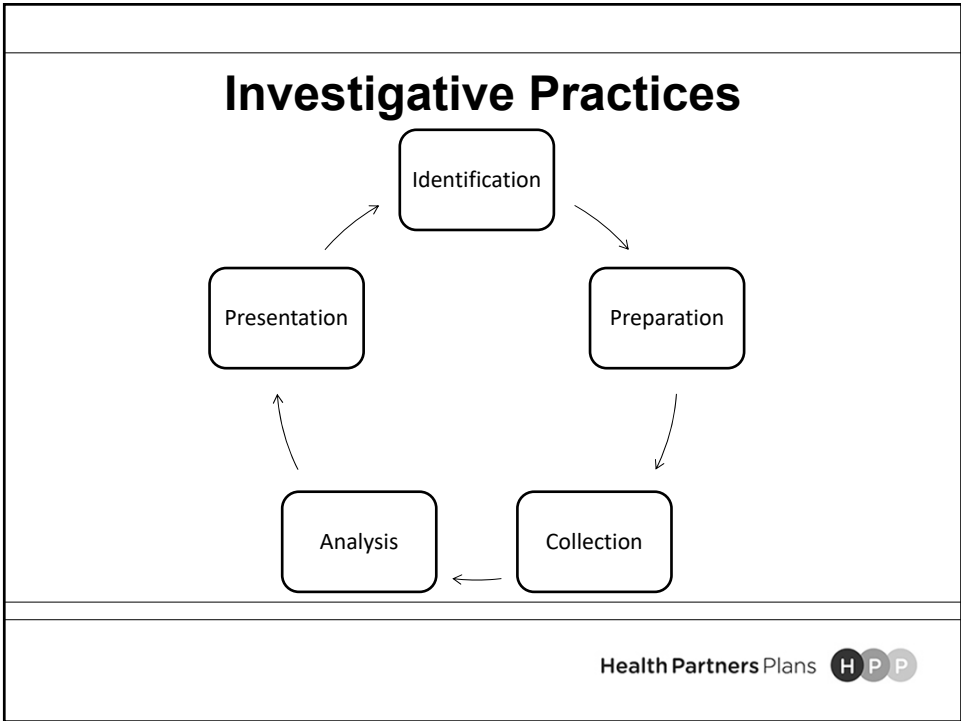 Investigative Practices
Identification
Preparation
Collection
Analysis
Presentation
Health Partners Plans HPP